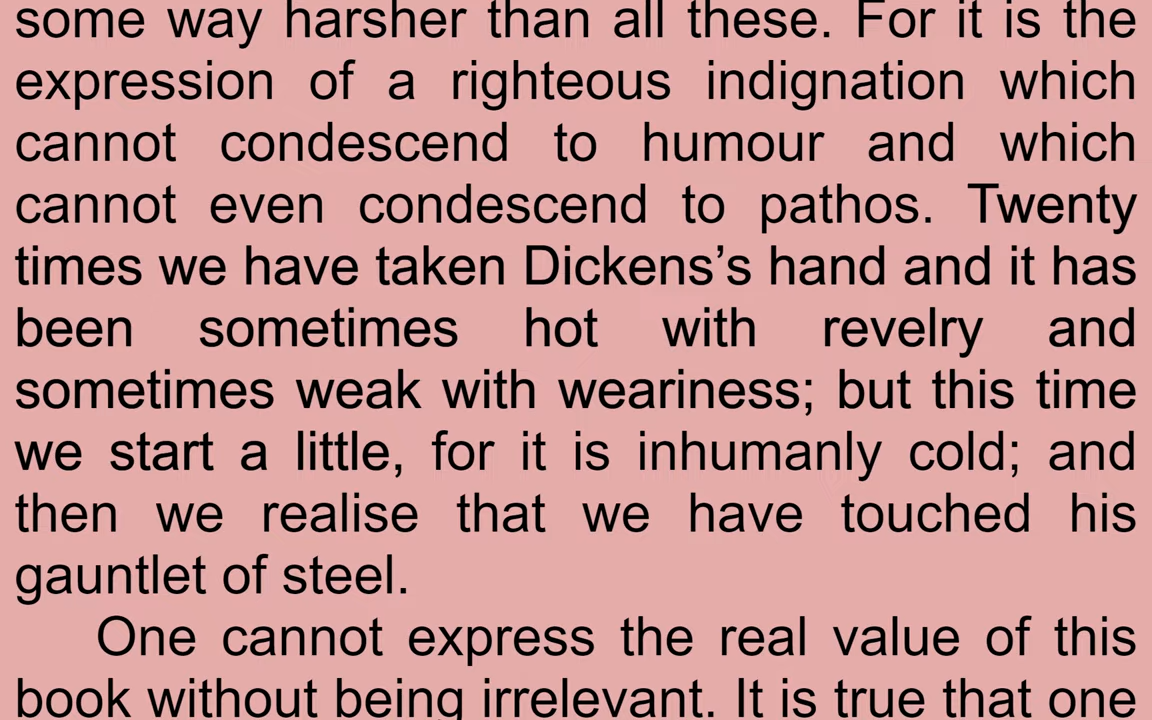 some way harsher than all these. For it is the
expression of a righteous indignation which
cannot condescend to humour and which
cannot even condescend to pathos. Twenty
times we have taken Dickens’s hand and it has
been sometimes hot with revelry and
sometimes weak with weariness; but this time
we start a little, for it is inhumanly cold; and
then we realise that we have touched his
gauntlet of steel.
One cannot express the real value of this
book without being irrelevant. It is true that one